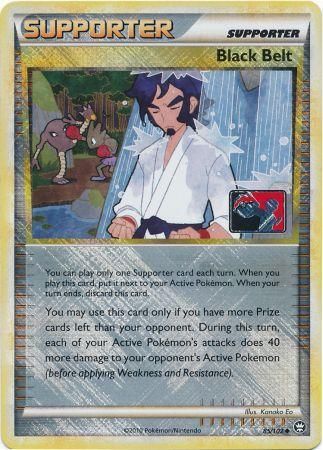 SUPPORTER
SUPPORTER
Black Belt
You can play only one Supporter card each turn. When you
play this card, put it next to your Active Pokémon. When your
turn ends, discard this card.
You may use this card only if you have more Prize
cards left than your opponent. During this turn,
each of your Active Pokémon's attacks does 40
more damage to your opponent's Active Pokémon
(before applying Weakness and Resistance).
Illus. Kanako Eo
©2010 Pokémon/Nintendo
85/102